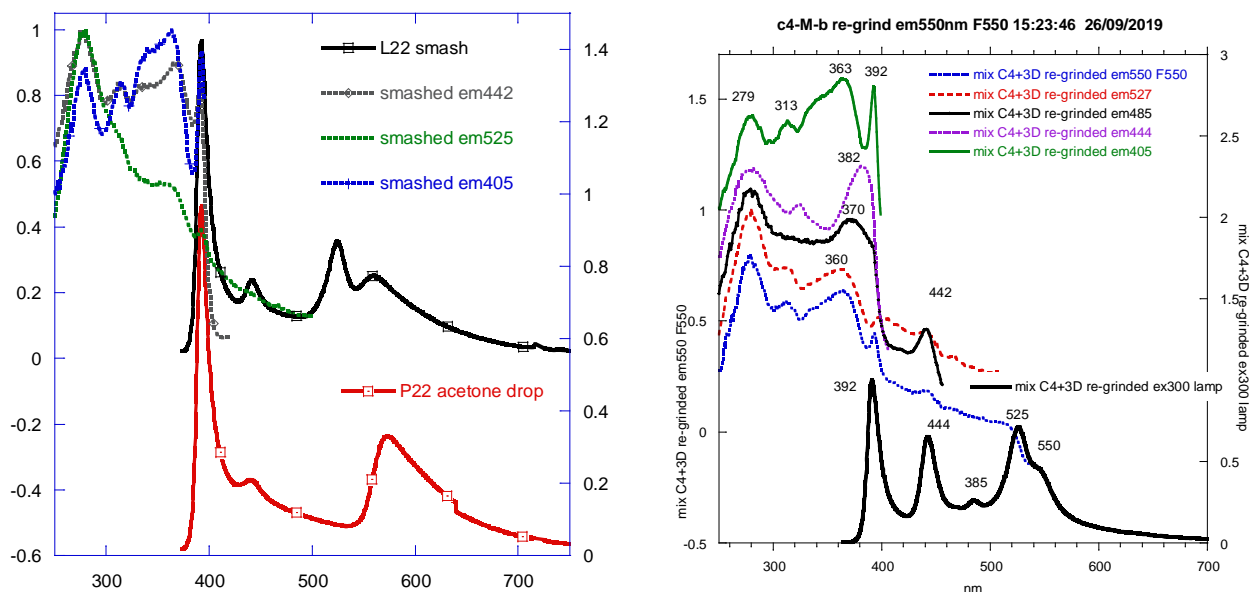 1
0.8
0.6
0.4
0.2
0
-0.2
-0.4
-0.6
L22 smash
smashed em442
smashed em525
smashed em405
P22 acetone drop
1.4
1.2
1
0.8
0.6
0.4
0.2
0
300 400 500 600 700
c4-M-b re-grind em550nm F550 15:23:46 26/09/2019
mix C4+3D re-grinded em550 F550
1.5
1
0.5
0
-0.5
mix C4+3D re-grinded em550 F550
mix C4+3D re-grinded em527
mix C4+3D re-grinded em485
mix C4+3D re-grinded em444
mix C4+3D re-grinded em405
363 392
279
313
382
370
360
442
mix C4+3D re-grinded ex300 lamp
392
444
525
550
385
3
2.5
2
1.5
1
0.5
0
mix C4+3D re-grinded ex300 lamp
300 400 500 600 700
nm